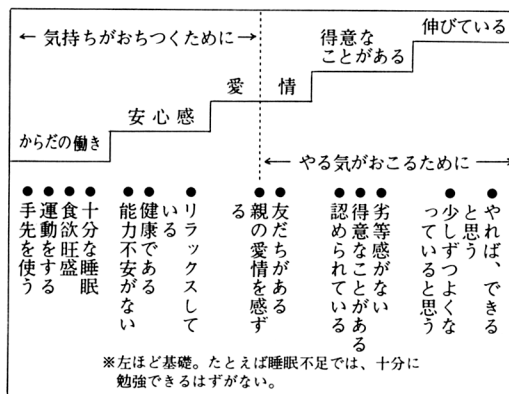 ← 気持ちがおちつくために →
からだの働き
安心感
愛情
得意な
ことがある
伸びている
← やる気がおこるために →
●やれば、できる
と思う
●少しずつよくな
っていると思う
●劣等感がない
●得意なことがある
●認められている
●友だちがある
●親の愛情を感ず
る
●リラックスして
いる
●健康である
●能力不安がない
●十分な睡眠
●食欲旺盛
●運動をする
●手先を使う
※左ほど基礎。たとえば睡眠不足では、十分に
勉強できるはずがない。